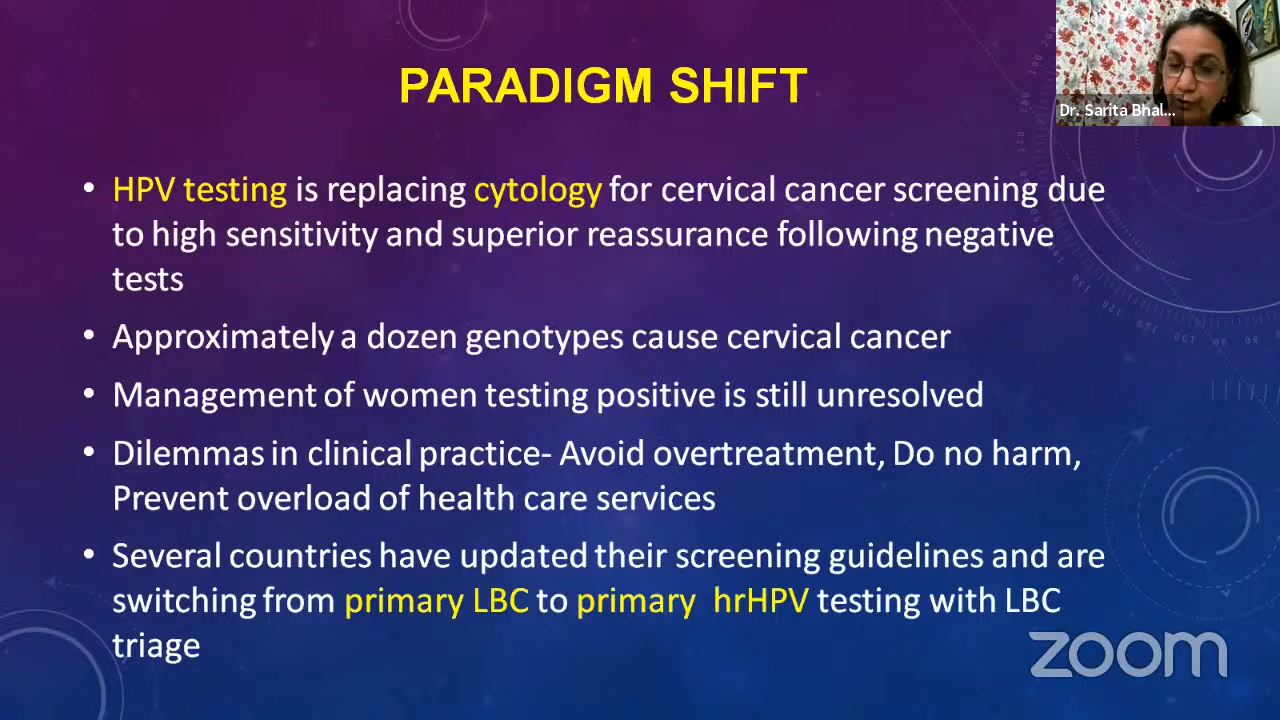 PARADIGM SHIFT
Dr. Sarita Bhal...
• HPV testing is replacing cytology for cervical cancer screening due
to high sensitivity and superior reassurance following negative
tests
• Approximately a dozen genotypes cause cervical cancer
• Management of women testing positive is still unresolved
• Dilemmas in clinical practice- Avoid overtreatment, Do no harm,
Prevent overload of health care services
• Several countries have updated their screening guidelines and are
switching from primary LBC to primary hrHPV testing with LBC
triage
zoom